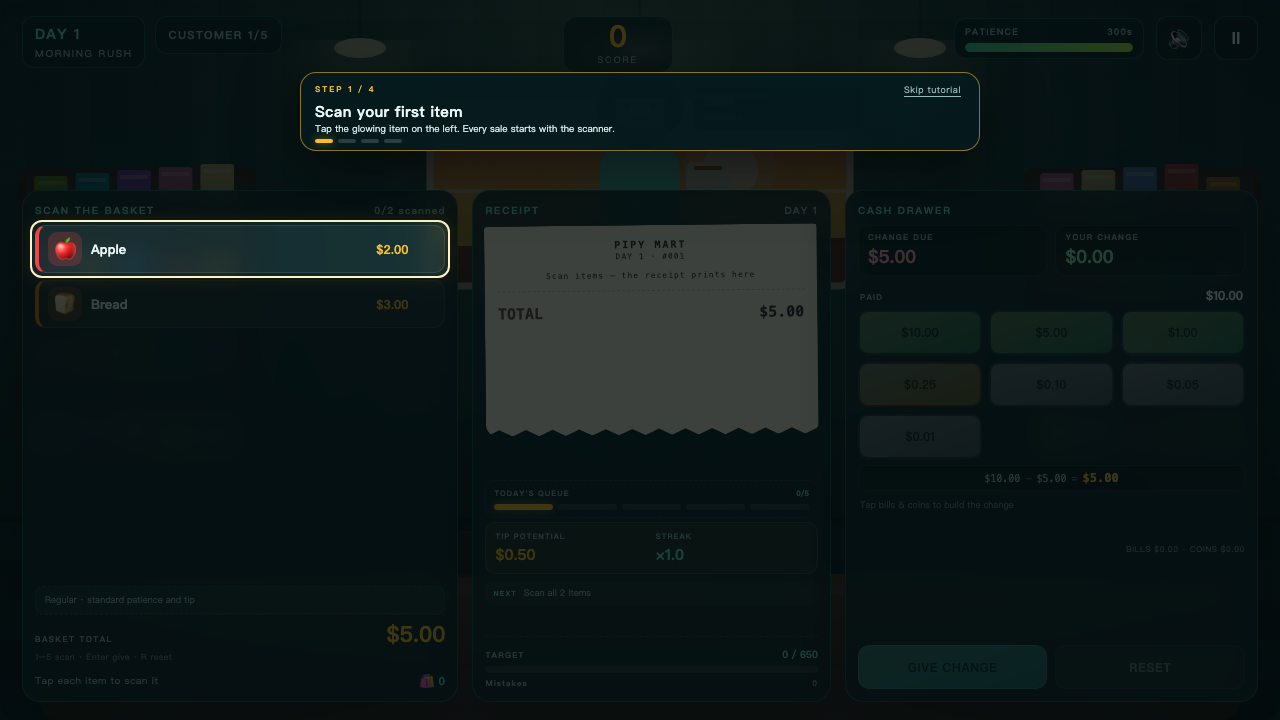 DAY 1
MORNING RUSH
CUSTOMER 1/5
0
SCORE
PATIENCE 300s
STEP 1 / 4
Skip tutorial
Scan your first item
Tap the glowing item on the left. Every sale starts with the scanner.
SCAN THE BASKET 0/2 scanned
Apple $2.00
Bread $3.00
Regular · standard patience and tip
BASKET TOTAL $5.00
1–5 scan · Enter give · R reset
Tap each item to scan it 0
RECEIPT DAY 1
PIPY MART
DAY 1 · #001
Scan items — the receipt prints here
TOTAL $5.00
TODAY'S QUEUE 0/5
TIP POTENTIAL STREAK
$0.50 ×1.0
NEXT Scan all 2 items
TARGET 0 / 650
Mistakes 0
CASH DRAWER
CHANGE DUE YOUR CHANGE
$5.00 $0.00
PAID $10.00
$10.00 $5.00 $1.00
$0.25 $0.10 $0.05
$0.01
$10.00 − $5.00 = $5.00
Tap bills & coins to build the change
BILLS $0.00 · COINS $0.00
GIVE CHANGE RESET